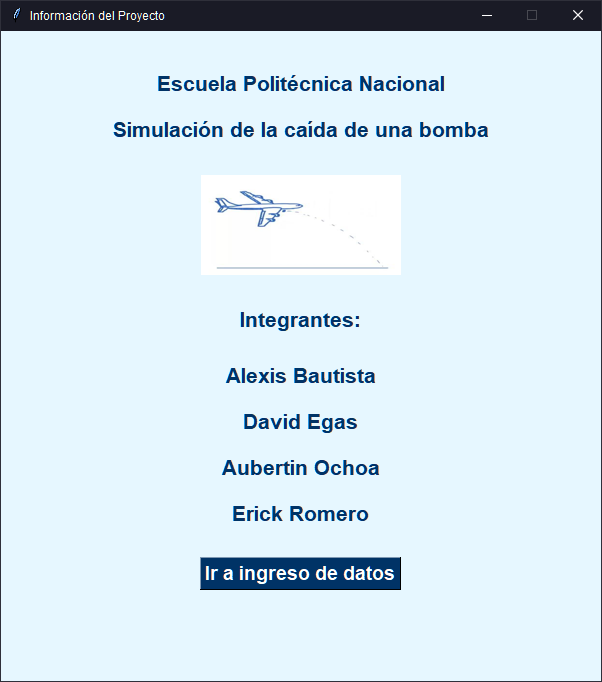 Información del Proyecto
Escuela Politécnica Nacional
Simulación de la caída de una bomba
Integrantes:
Alexis Bautista
David Egas
Aubertin Ochoa
Erick Romero
Ir a ingreso de datos